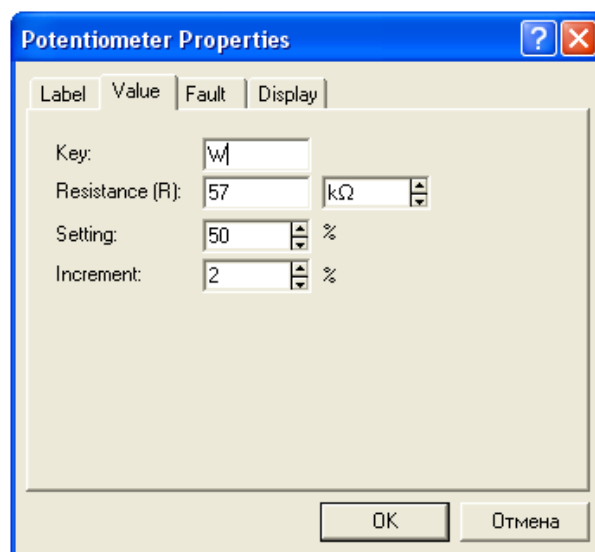 Potentiometer Properties
Label Value Fault Display
Key: W
Resistance (R): 57 kΩ
Setting: 50 %
Increment: 2 %
OK Отмена